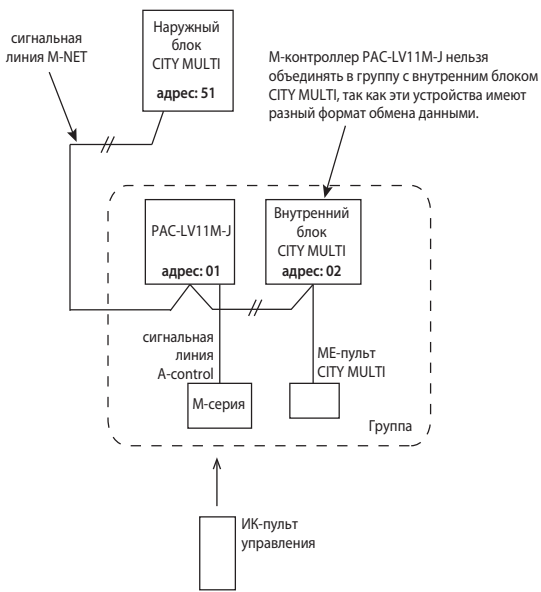 сигнальная
линия M-NET
Наружный
блок
CITY MULTI
адрес: 51
М-контроллер PAC-LV11M-J нельзя
объединять в группу с внутренним блоком
CITY MULTI, так как эти устройства имеют
разный формат обмена данными.
PAC-LV11M-J
адрес: 01
Внутренний
блок
CITY MULTI
адрес: 02
сигнальная
линия
A-control
М-серия
МЕ-пульт
CITY MULTI
Группа
ИК-пульт
управления